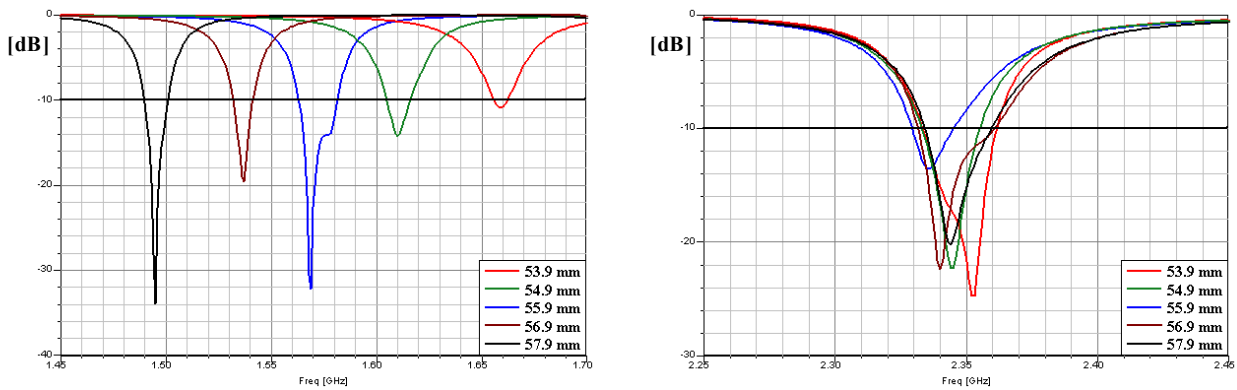 0
[dB]
-10
-20
-30
-40
1.45
1.50
1.55
1.60
1.65
1.70
Freq [GHz]
53.9 mm
54.9 mm
55.9 mm
56.9 mm
57.9 mm
0
[dB]
-10
-20
-30
2.25
2.30
2.35
2.40
2.45
Freq [GHz]
53.9 mm
54.9 mm
55.9 mm
56.9 mm
57.9 mm